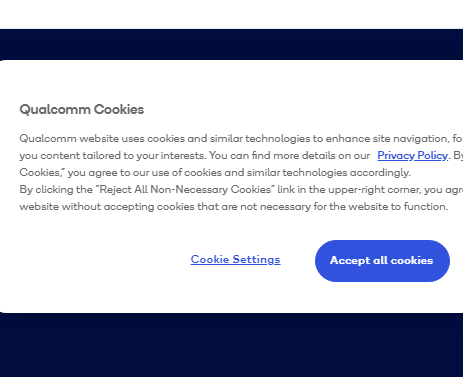 Qualcomm Cookies
Qualcomm website uses cookies and similar technologies to enhance site navigation, fo
you content tailored to your interests. You can find more details on our Privacy Policy. By
Cookies,” you agree to our use of cookies and similar technologies accordingly.
By clicking the “Reject All Non-Necessary Cookies” link in the upper-right corner, you agre
website without accepting cookies that are not necessary for the website to function.
Cookie Settings
Accept all cookies